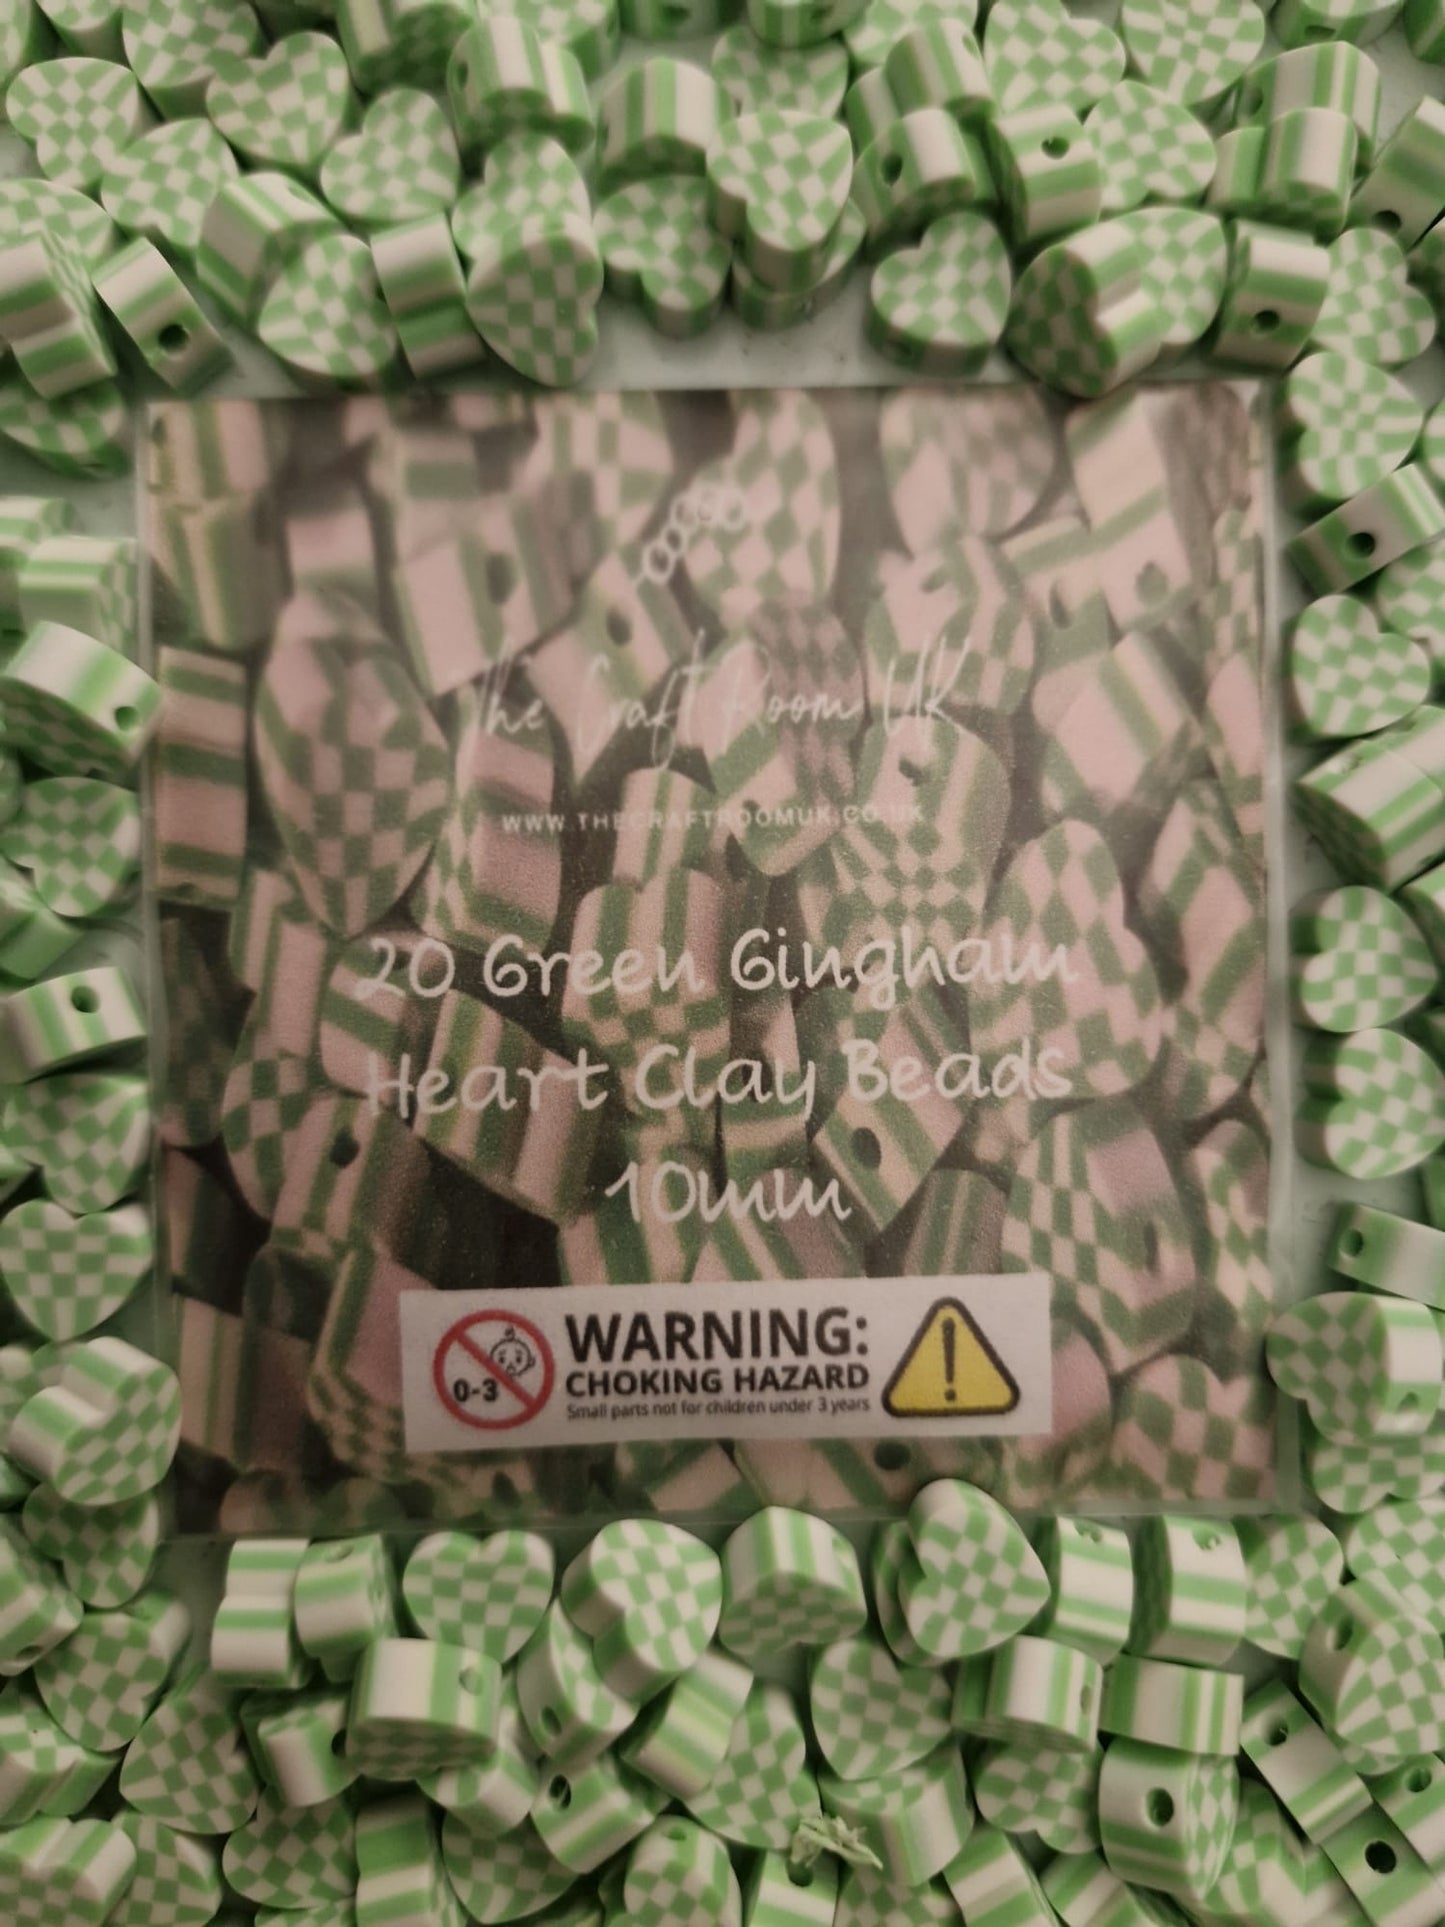 The Craft Room UK
WWW.THECRAFTROOMUK.CO.UK
20 Green Gingham
Heart Clay Beads
10mm
0-3
WARNING:
CHOKING HAZARD
Small parts not for children under 3 years